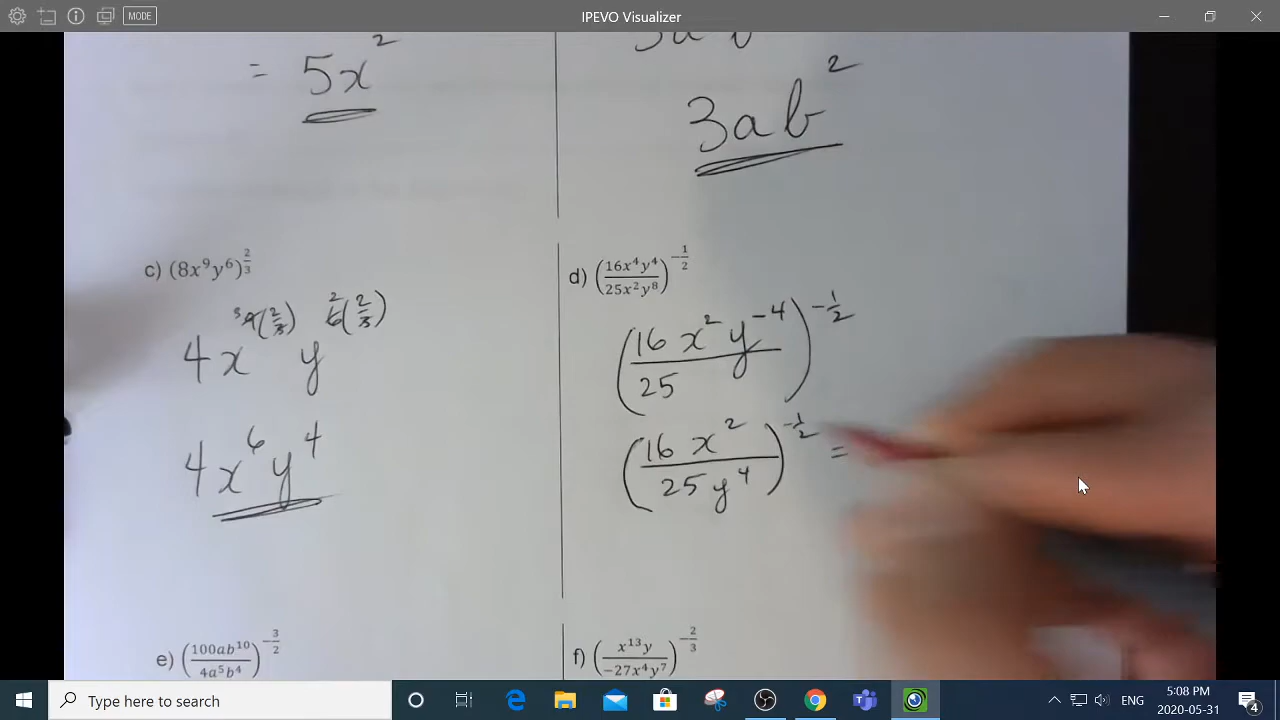 IPEVO Visualizer
MODE
= 5x²
3ab²
c) (8x⁹y⁶)^(2/3)
d) (16x⁴y⁴/25x²y⁸)^(-1/2)
4x^(9(2/3)) y^(6(2/3))
(16x²y⁻⁴/25)^(-1/2)
4x⁶y⁴
(16x²/25y⁴)^(-1/2) =
e) (100ab¹⁰/4a⁵b⁴)^(-3/2)
f) (x¹³y/-27x⁴y⁷)^(-2/3)
Type here to search
ENG
5:08 PM
2020-05-31
4